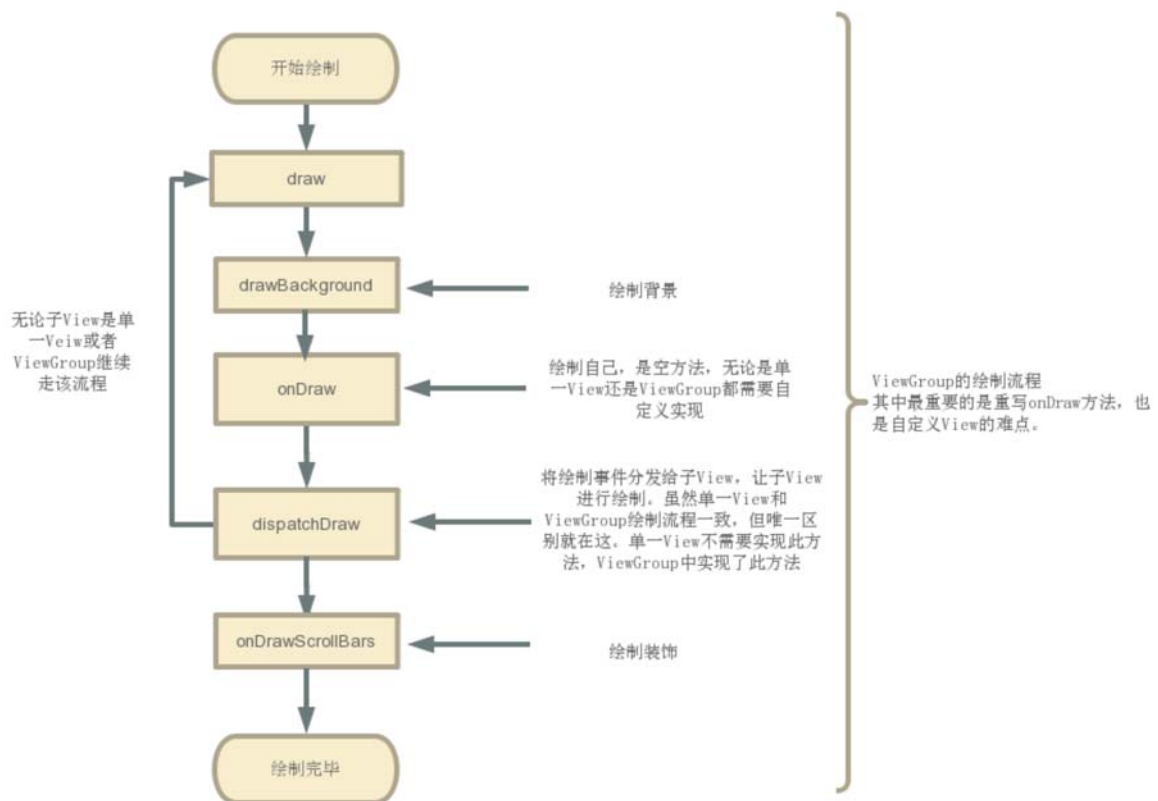 开始绘制
draw
drawBackground
绘制背景
无论子View是单
一Veiw或者
ViewGroup继续
走该流程
onDraw
绘制自己，是空方法，无论是单
一View还是ViewGroup都需要自
定义实现
ViewGroup的绘制流程
其中最重要的是重写onDraw方法，也
是自定义View的难点。
dispatchDraw
将绘制事件分发给子View，让子View
进行绘制。虽然单一View和
ViewGroup绘制流程一致，但唯一区
别就在这。单一View不需要实现此方
法，ViewGroup中实现了此方法
onDrawScrollBars
绘制装饰
绘制完毕